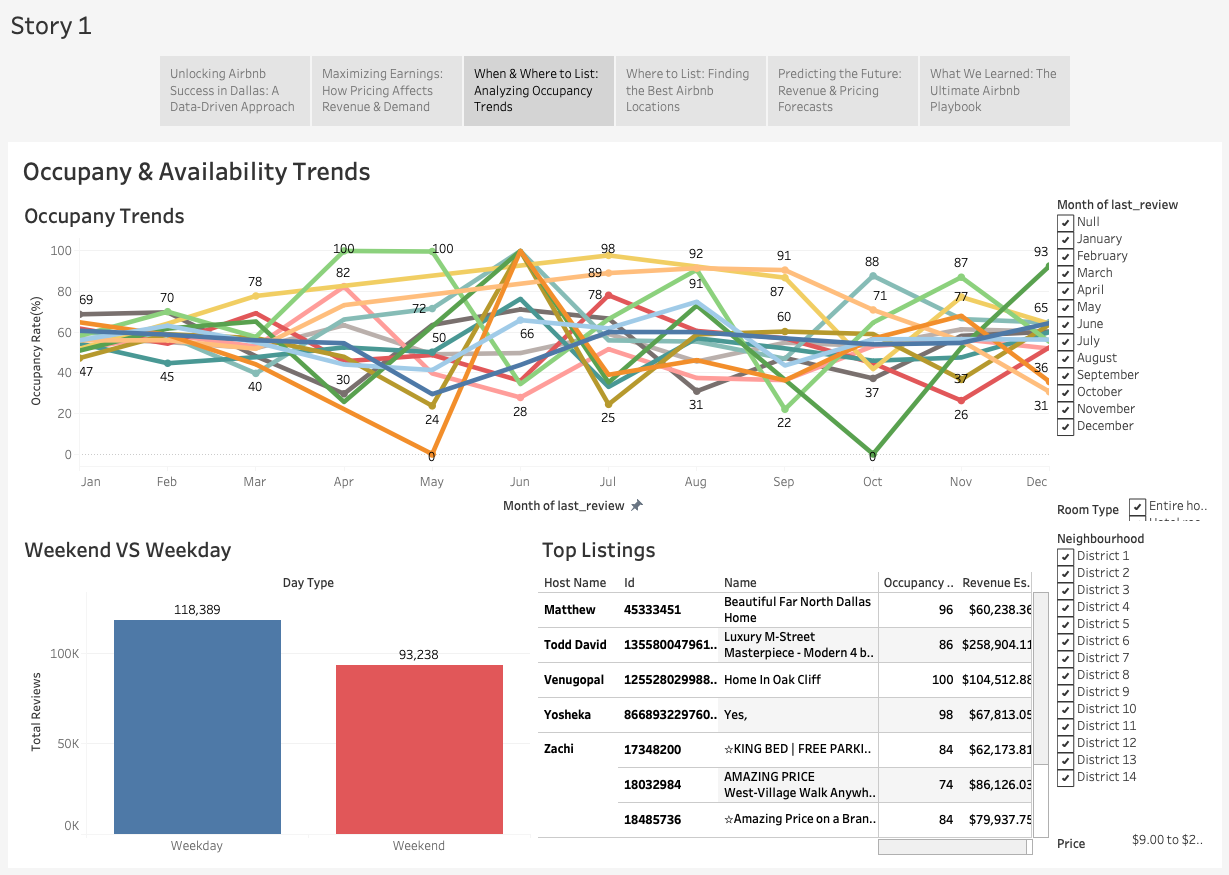 Story 1
Unlocking Airbnb
Success in Dallas: A
Data-Driven Approach
Maximizing Earnings:
How Pricing Affects
Revenue & Demand
When & Where to List:
Analyzing Occupancy
Trends
Where to List: Finding
the Best Airbnb
Locations
Predicting the Future:
Revenue & Pricing
Forecasts
What We Learned: The
Ultimate Airbnb
Playbook
Occupany & Availability Trends
Occupany Trends
Occupancy Rate(%)
100
80
60
40
20
0
69
47
70
45
78
40
100
82
30
100
72
50
24
0
66
28
98
89
78
25
92
91
31
91
87
60
22
88
71
37
0
87
77
37
26
93
65
36
31
Jan Feb Mar Apr May Jun Jul Aug Sep Oct Nov Dec
Month of last_review
Month of last_review
Null
January
February
March
April
May
June
July
August
September
October
November
December
Room Type
Entire ho..
Weekend VS Weekday
Day Type
Total Reviews
100K
50K
0K
118,389
93,238
Weekday
Weekend
Top Listings
Host Name Id Name Occupancy .. Revenue Es.
Matthew 45333451 Beautiful Far North Dallas
Home 96 $60,238.36
Todd David 135580047961.. Luxury M-Street
Masterpiece - Modern 4 b.. 86 $258,904.11
Venugopal 125528029988.. Home In Oak Cliff 100 $104,512.88
Yosheka 866893229760.. Yes, 98 $67,813.05
Zachi 17348200 ☆KING BED | FREE PARKI.. 84 $62,173.81
18032984 AMAZING PRICE
West-Village Walk Anywh.. 74 $86,126.03
18485736 ☆Amazing Price on a Bran.. 84 $79,937.75
Neighbourhood
District 1
District 2
District 3
District 4
District 5
District 6
District 7
District 8
District 9
District 10
District 11
District 12
District 13
District 14
Price
$9.00 to $2..